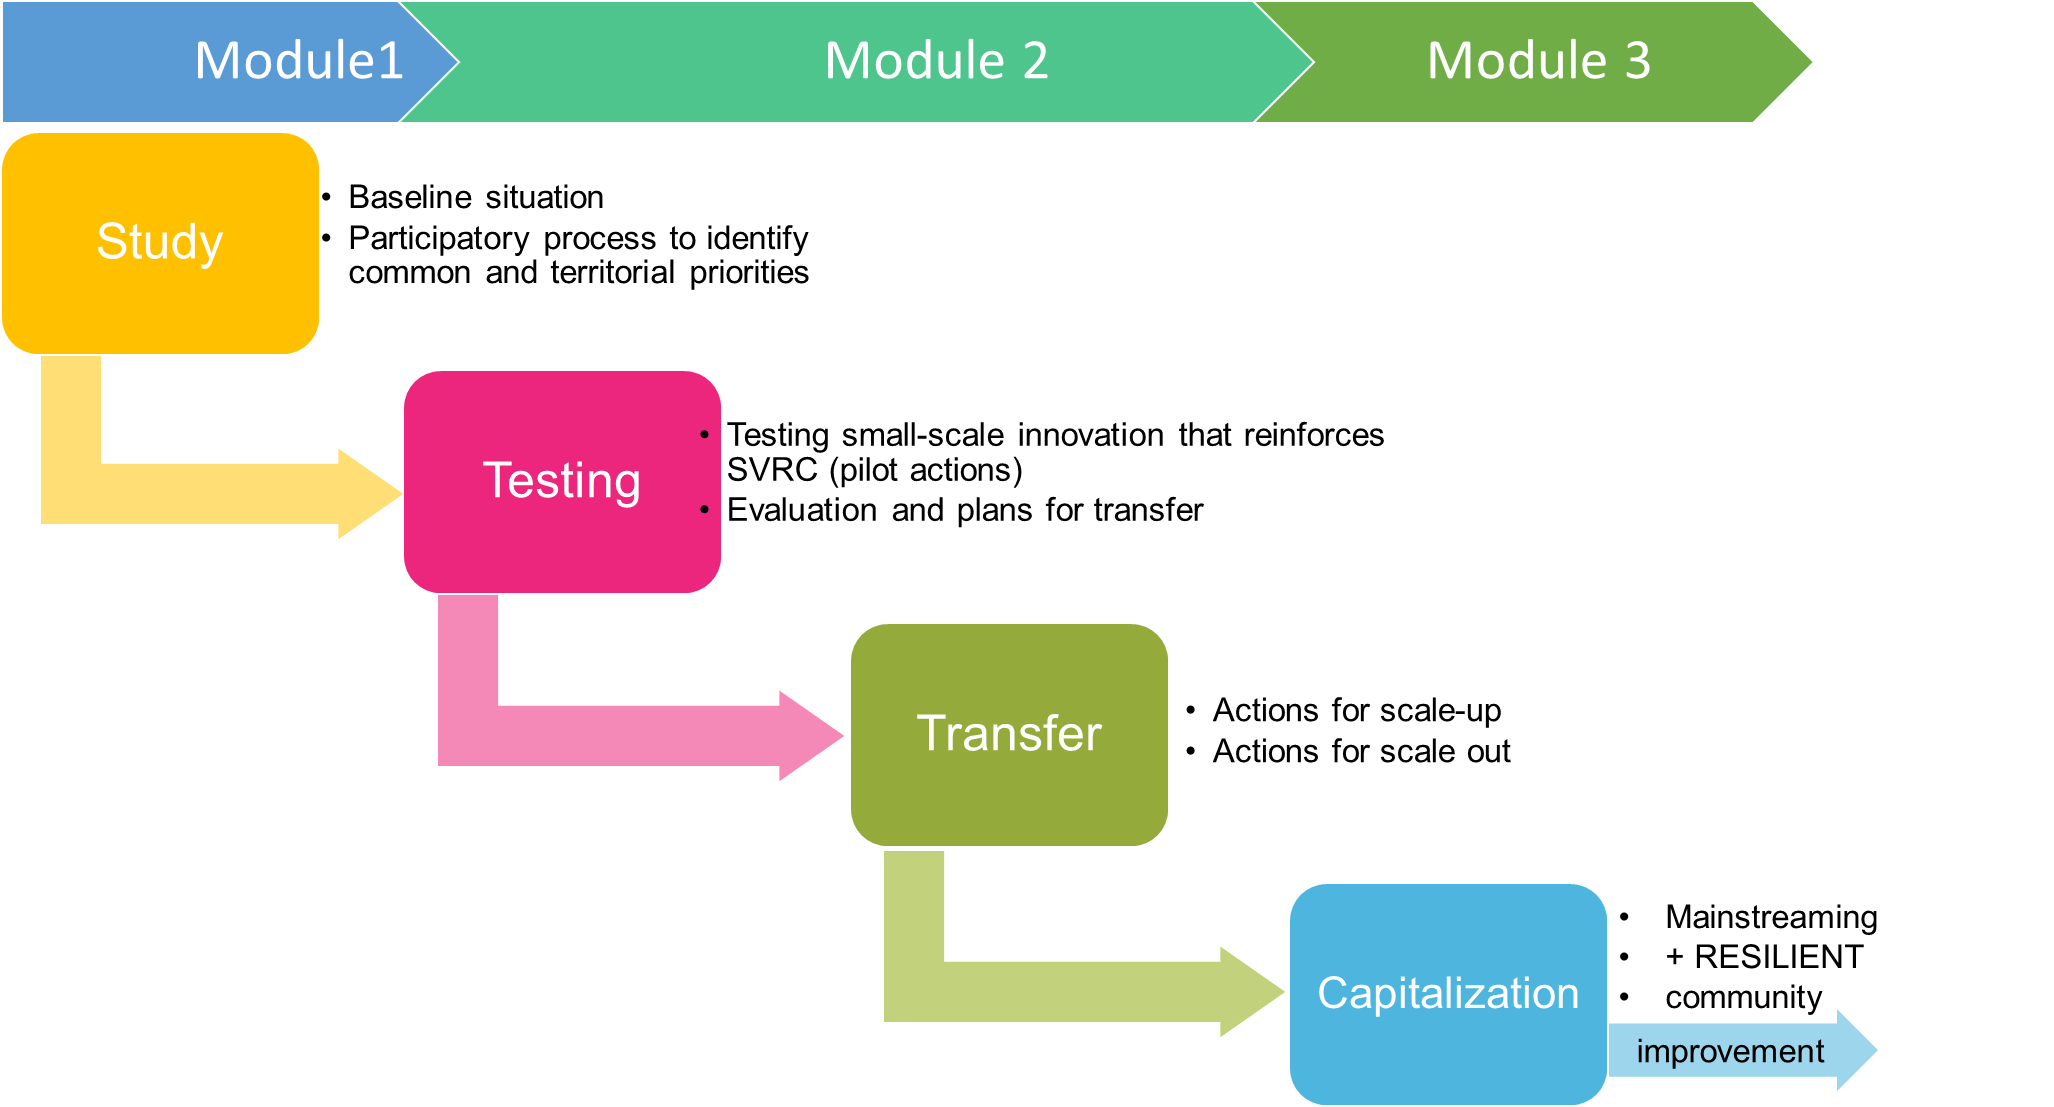 Module1
Module 2
Module 3
Study
• Baseline situation
• Participatory process to identify
common and territorial priorities
Testing
• Testing small-scale innovation that reinforces
SVRC (pilot actions)
• Evaluation and plans for transfer
Transfer
• Actions for scale-up
• Actions for scale out
Capitalization
• Mainstreaming
• + RESILIENT
• community
improvement